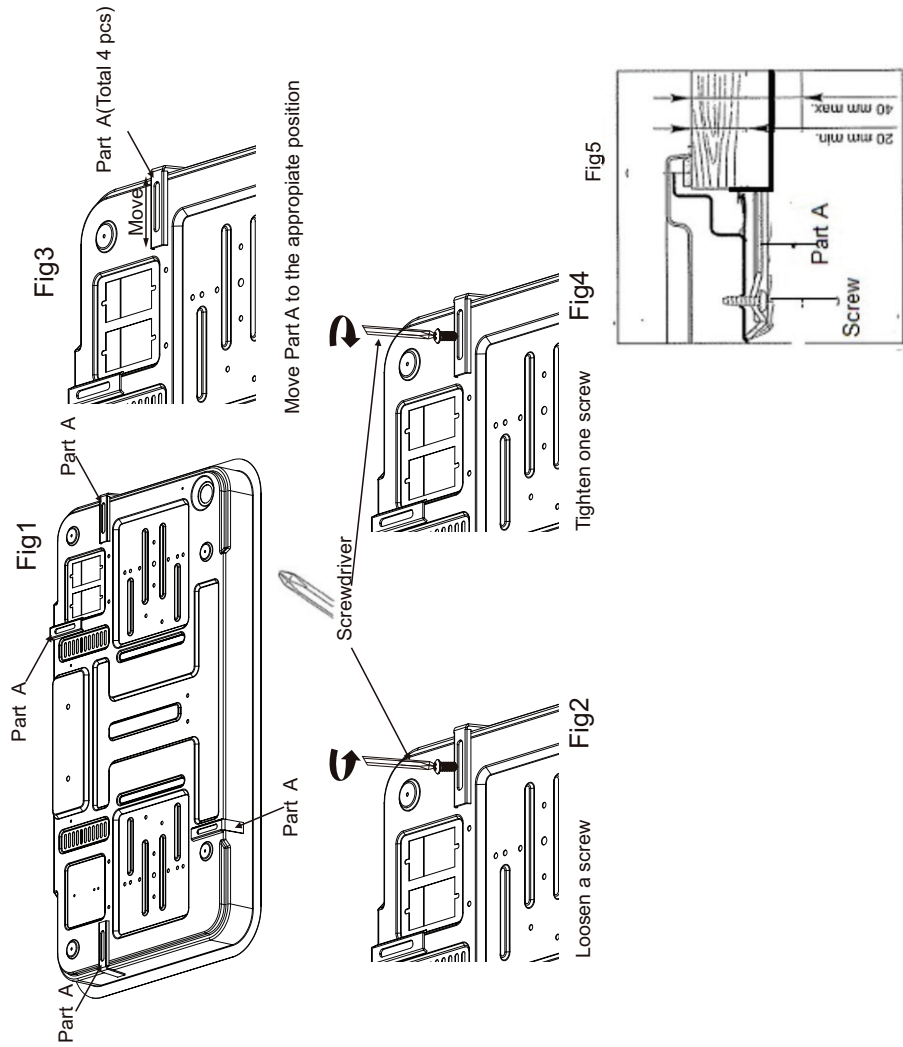 Fig1
Part A
Part A
Part A
Part A
Fig3
Part A(Total 4 pcs)
Move
Move Part A to the appropiate position
Screwdriver
Fig2
Loosen a screw
Fig4
Tighten one screw
Fig5
20 mm min.
40 mm max.
Part A
Screw